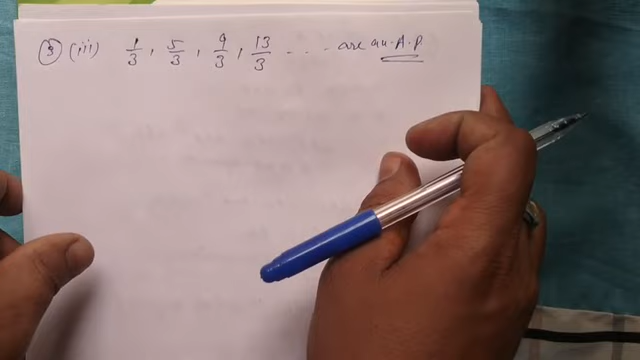 ③ (iii) 1/3, 5/3, 9/3, 13/3 . . . are an A.P.